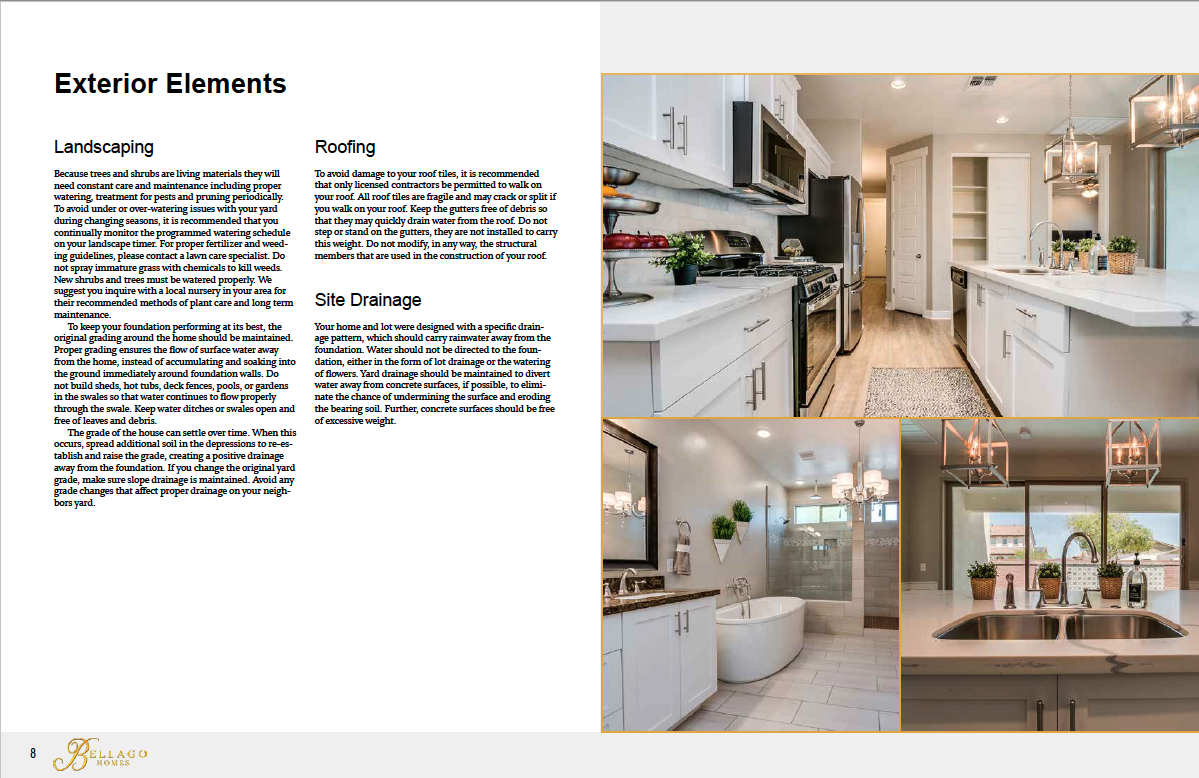 Exterior Elements
Landscaping
Because trees and shrubs are living materials they will
need constant care and maintenance including proper
watering, treatment for pests and pruning periodically.
To avoid under or over-watering issues with your yard
during changing seasons, it is recommended that you
continually monitor the programmed watering schedule
on your landscape timer. For proper fertilizer and weed-
ing guidelines, please contact a lawn care specialist. Do
not spray immature grass with chemicals to kill weeds.
New shrubs and trees must be watered properly. We
suggest you inquire with a local nursery in your area for
their recommended methods of plant care and long term
maintenance.
To keep your foundation performing at its best, the
original grading around the home should be maintained.
Proper grading ensures the flow of surface water away
from the home, instead of accumulating and soaking into
the ground immediately around foundation walls. Do
not build sheds, hot tubs, deck fences, pools, or gardens
in the swales so that water continues to flow properly
through the swale. Keep water ditches or swales open and
free of leaves and debris.
The grade of the house can settle over time. When this
occurs, spread additional soil in the depressions to re-es-
tablish and raise the grade, creating a positive drainage
away from the foundation. If you change the original yard
grade, make sure slope drainage is maintained. Avoid any
grade changes that affect proper drainage on your neigh-
bors yard.
Roofing
To avoid damage to your roof tiles, it is recommended
that only licensed contractors be permitted to walk on
your roof. All roof tiles are fragile and may crack or split if
you walk on your roof. Keep the gutters free of debris so
that they may quickly drain water from the roof. Do not
step or stand on the gutters, they are not installed to carry
this weight. Do not modify, in any way, the structural
members that are used in the construction of your roof.
Site Drainage
Your home and lot were designed with a specific drain-
age pattern, which should carry rainwater away from the
foundation. Water should not be directed to the foun-
dation, either in the form of lot drainage or the watering
of flowers. Yard drainage should be maintained to divert
water away from concrete surfaces, if possible, to elimi-
nate the chance of undermining the surface and eroding
the bearing soil. Further, concrete surfaces should be free
of excessive weight.
8
BELLAGO
HOMES